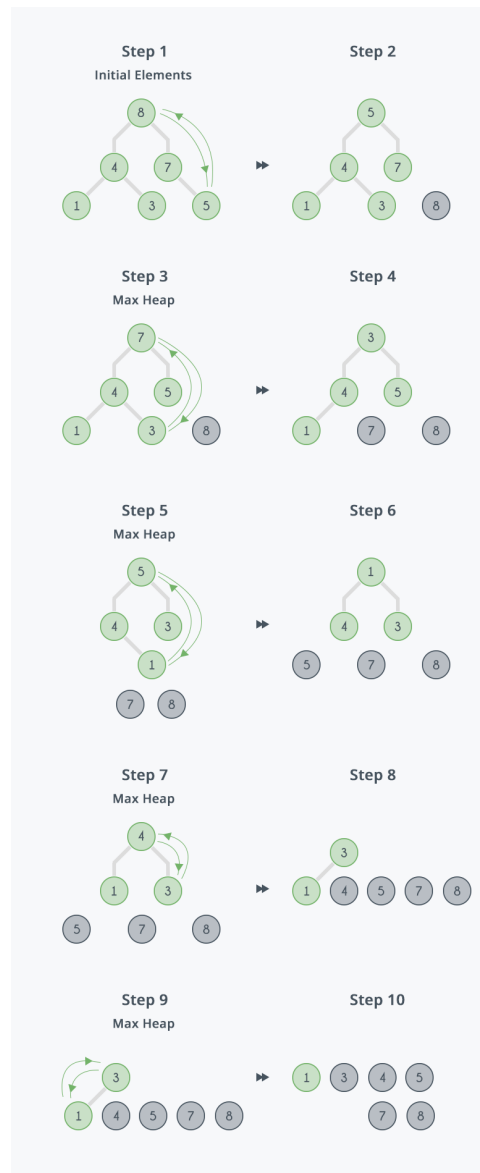 Step 1
Initial Elements
8
4 7
1 3 5
Step 2
5
4 7
1 3 8
Step 3
Max Heap
7
4 5
1 3 8
Step 4
3
4 5
1 7 8
Step 5
Max Heap
5
4 3
1
7 8
Step 6
1
4 3
5 7 8
Step 7
Max Heap
4
1 3
5 7 8
Step 8
3
1 4 5 7 8
Step 9
Max Heap
3
1 4 5 7 8
Step 10
1 3 4 5
7 8